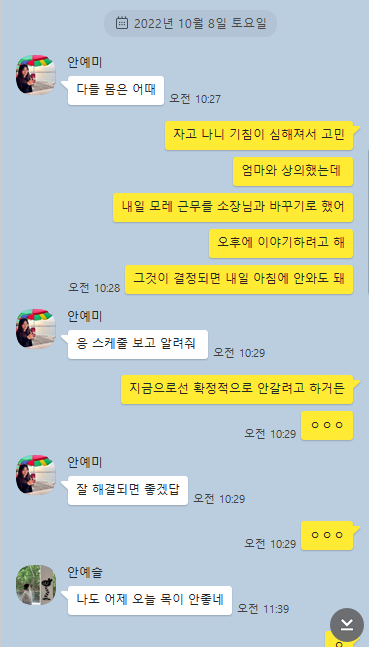 2022년 10월 8일 토요일
안예미
다들 몸은 어때
오전 10:27
자고 나니 기침이 심해져서 고민
엄마와 상의했는데
내일 모레 근무를 소장님과 바꾸기로 했어
오후에 이야기하려고 해
오전 10:28
그것이 결정되면 내일 아침에 안와도 돼
안예미
응 스케줄 보고 알려줘
오전 10:29
지금으로선 확정적으로 안갈려고 하거든
오전 10:29
ㅇㅇㅇ
안예미
잘 해결되면 좋겠답
오전 10:29
오전 10:29
ㅇㅇㅇ
안예슬
나도 어제 오늘 목이 안좋네
오전 11:39